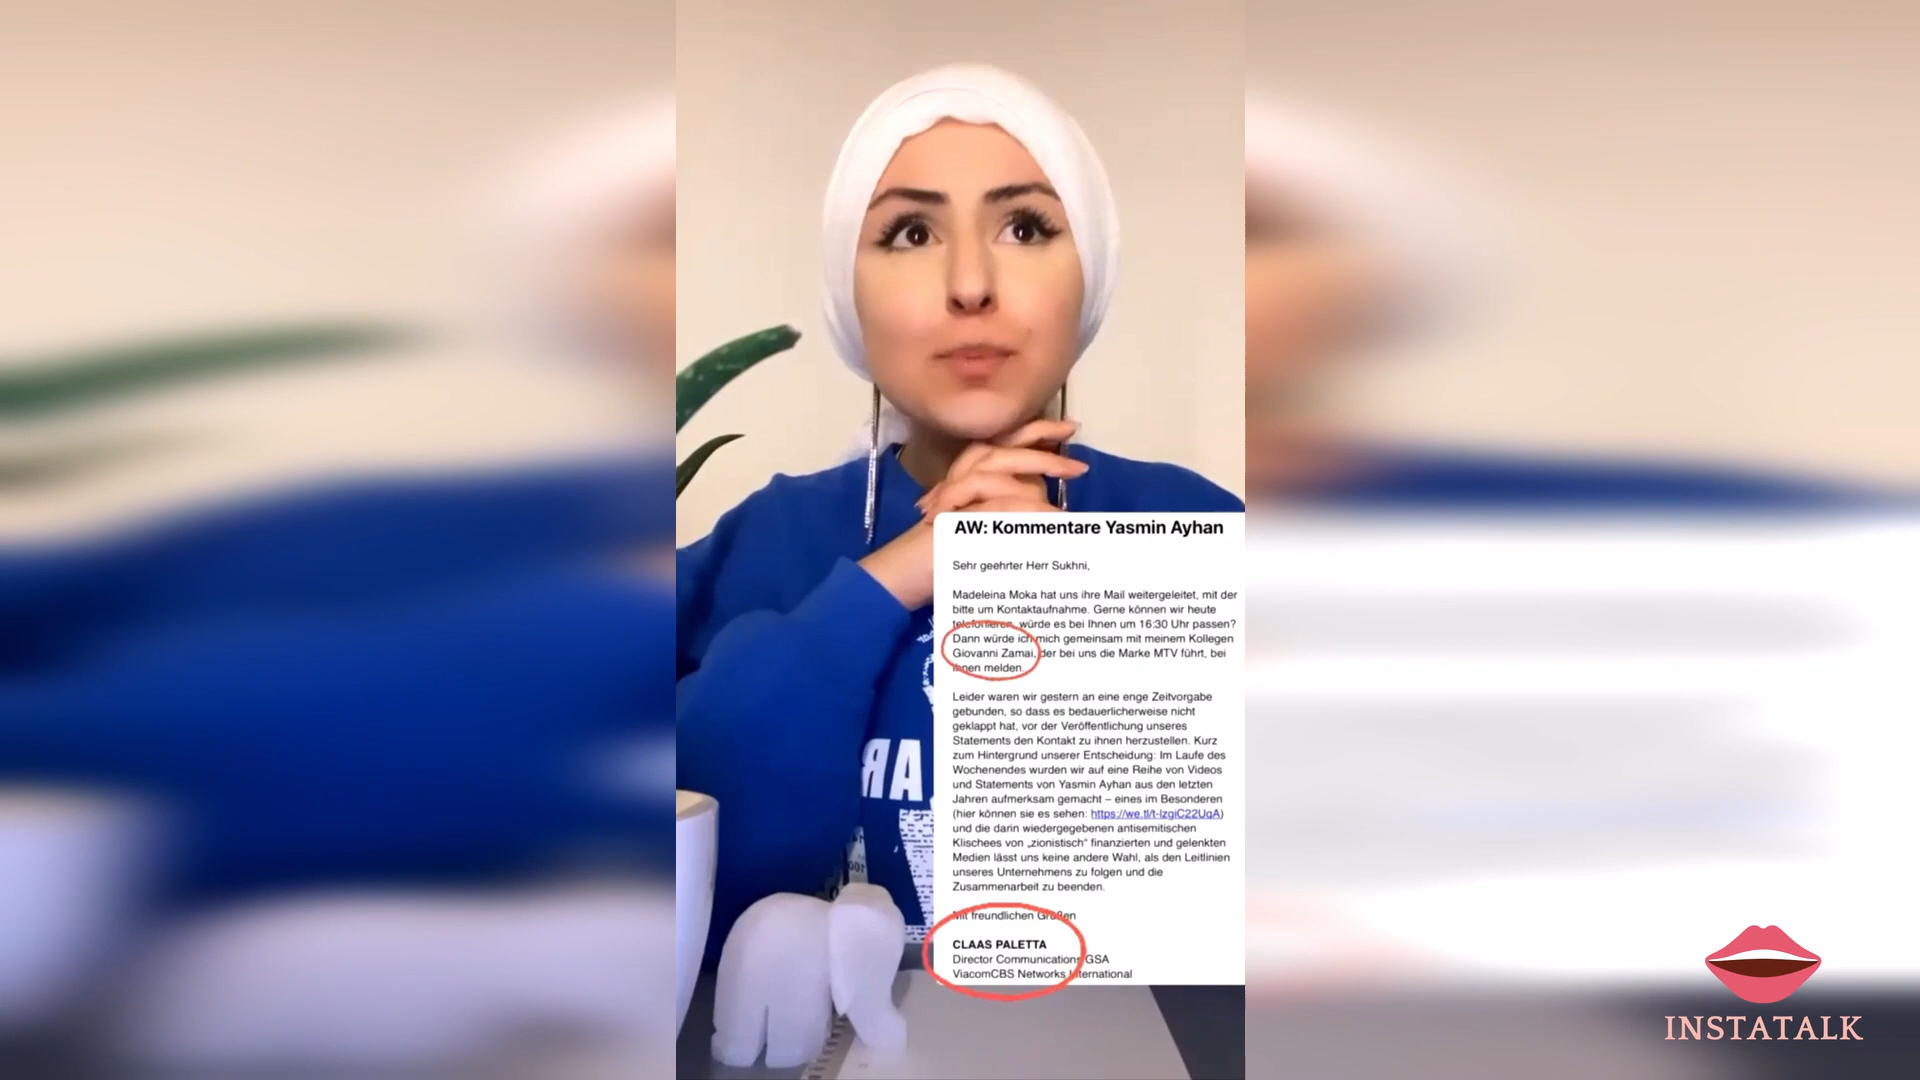 AW: Kommentare Yasmin Ayhan
Sehr geehrter Herr Sukhni,
Madeleina Moka hat uns ihre Mail weitergeleitet, mit der
bitte um Kontaktaufnahme. Gerne können wir heute
telefonieren, würde es bei Ihnen um 16:30 Uhr passen?
Dann würde ich mich gemeinsam mit meinem Kollegen
Giovanni Zamai, der bei uns die Marke MTV führt, bei
ihnen melden.
Leider waren wir gestern an eine enge Zeitvorgabe
gebunden, so dass es bedauerlicherweise nicht
geklappt hat, vor der Veröffentlichung unseres
Statements den Kontakt zu ihnen herzustellen. Kurz
zum Hintergrund unserer Entscheidung: Im Laufe des
Wochenendes wurden wir auf eine Reihe von Videos
und Statements von Yasmin Ayhan aus den letzten
Jahren aufmerksam gemacht – eines im Besonderen
(hier können sie es sehen: https://we.tl/t-IzgiC22UqA)
und die darin wiedergegebenen antisemitischen
Klischees von „zionistisch“ finanzierten und gelenkten
Medien lässt uns keine andere Wahl, als den Leitlinien
unseres Unternehmens zu folgen und die
Zusammenarbeit zu beenden.
Mit freundlichen Grüßen
CLAAS PALETTA
Director Communications GSA
ViacomCBS Networks International
INSTATALK